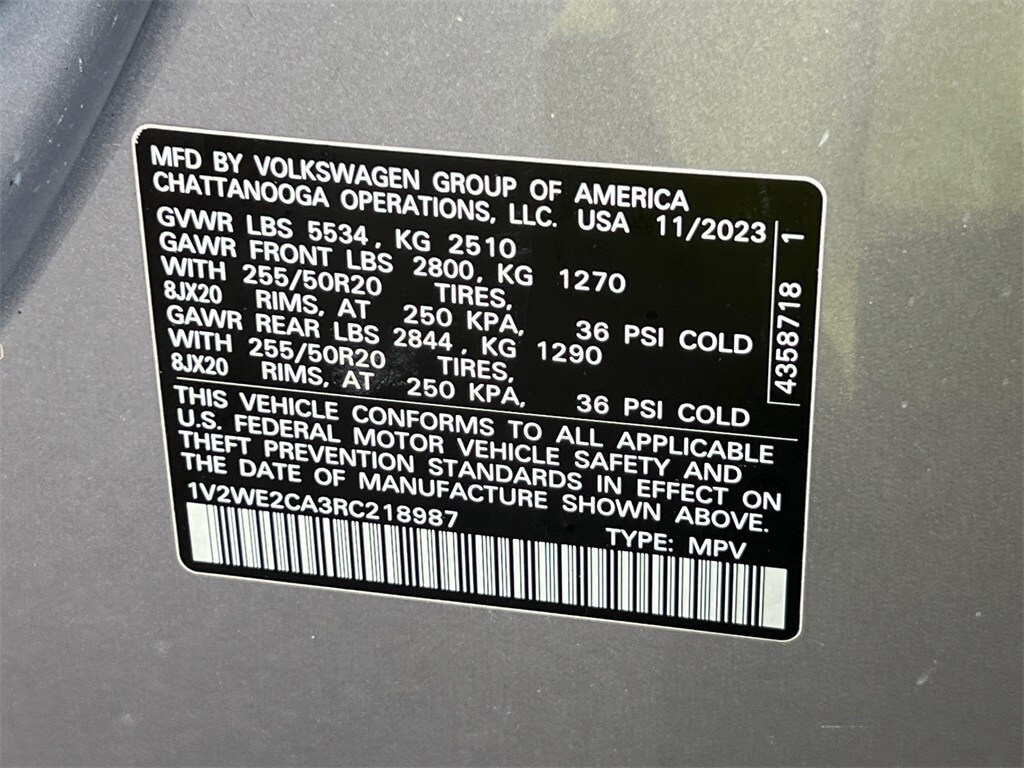 MFD BY VOLKSWAGEN GROUP OF AMERICA
CHATTANOOGA OPERATIONS, LLC. USA 11/2023
GVWR LBS 5534, KG 2510
GAWR FRONT LBS 2800, KG 1270
WITH 255/50R20 TIRES,
8JX20 RIMS, AT 250 KPA, 36 PSI COLD
GAWR REAR LBS 2844, KG 1290
WITH 255/50R20 TIRES,
8JX20 RIMS, AT 250 KPA, 36 PSI COLD
4358718 1
THIS VEHICLE CONFORMS TO ALL APPLICABLE
U.S. FEDERAL MOTOR VEHICLE SAFETY AND
THEFT PREVENTION STANDARDS IN EFFECT ON
THE DATE OF MANUFACTURE SHOWN ABOVE.
1V2WE2CA3RC218987 TYPE: MPV